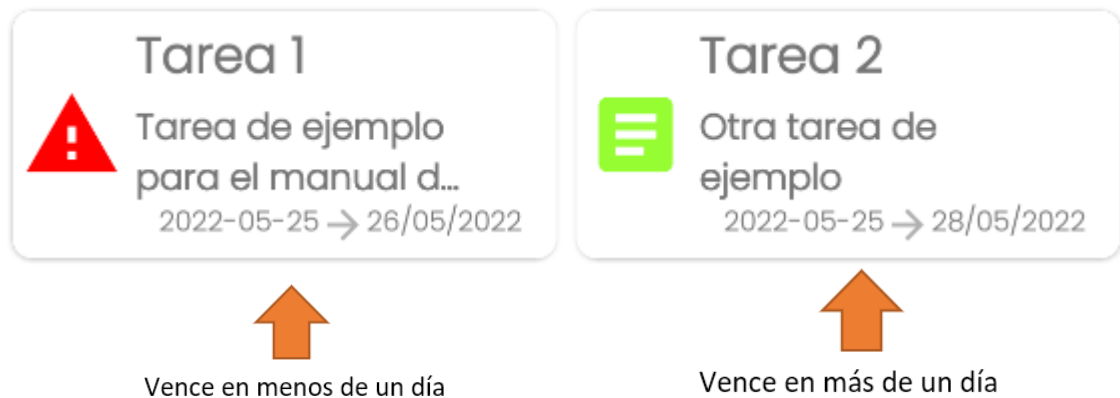 Tarea 1
Tarea de ejemplo
para el manual d...
2022-05-25 → 26/05/2022
Vence en menos de un día
Tarea 2
Otra tarea de
ejemplo
2022-05-25 → 28/05/2022
Vence en más de un día